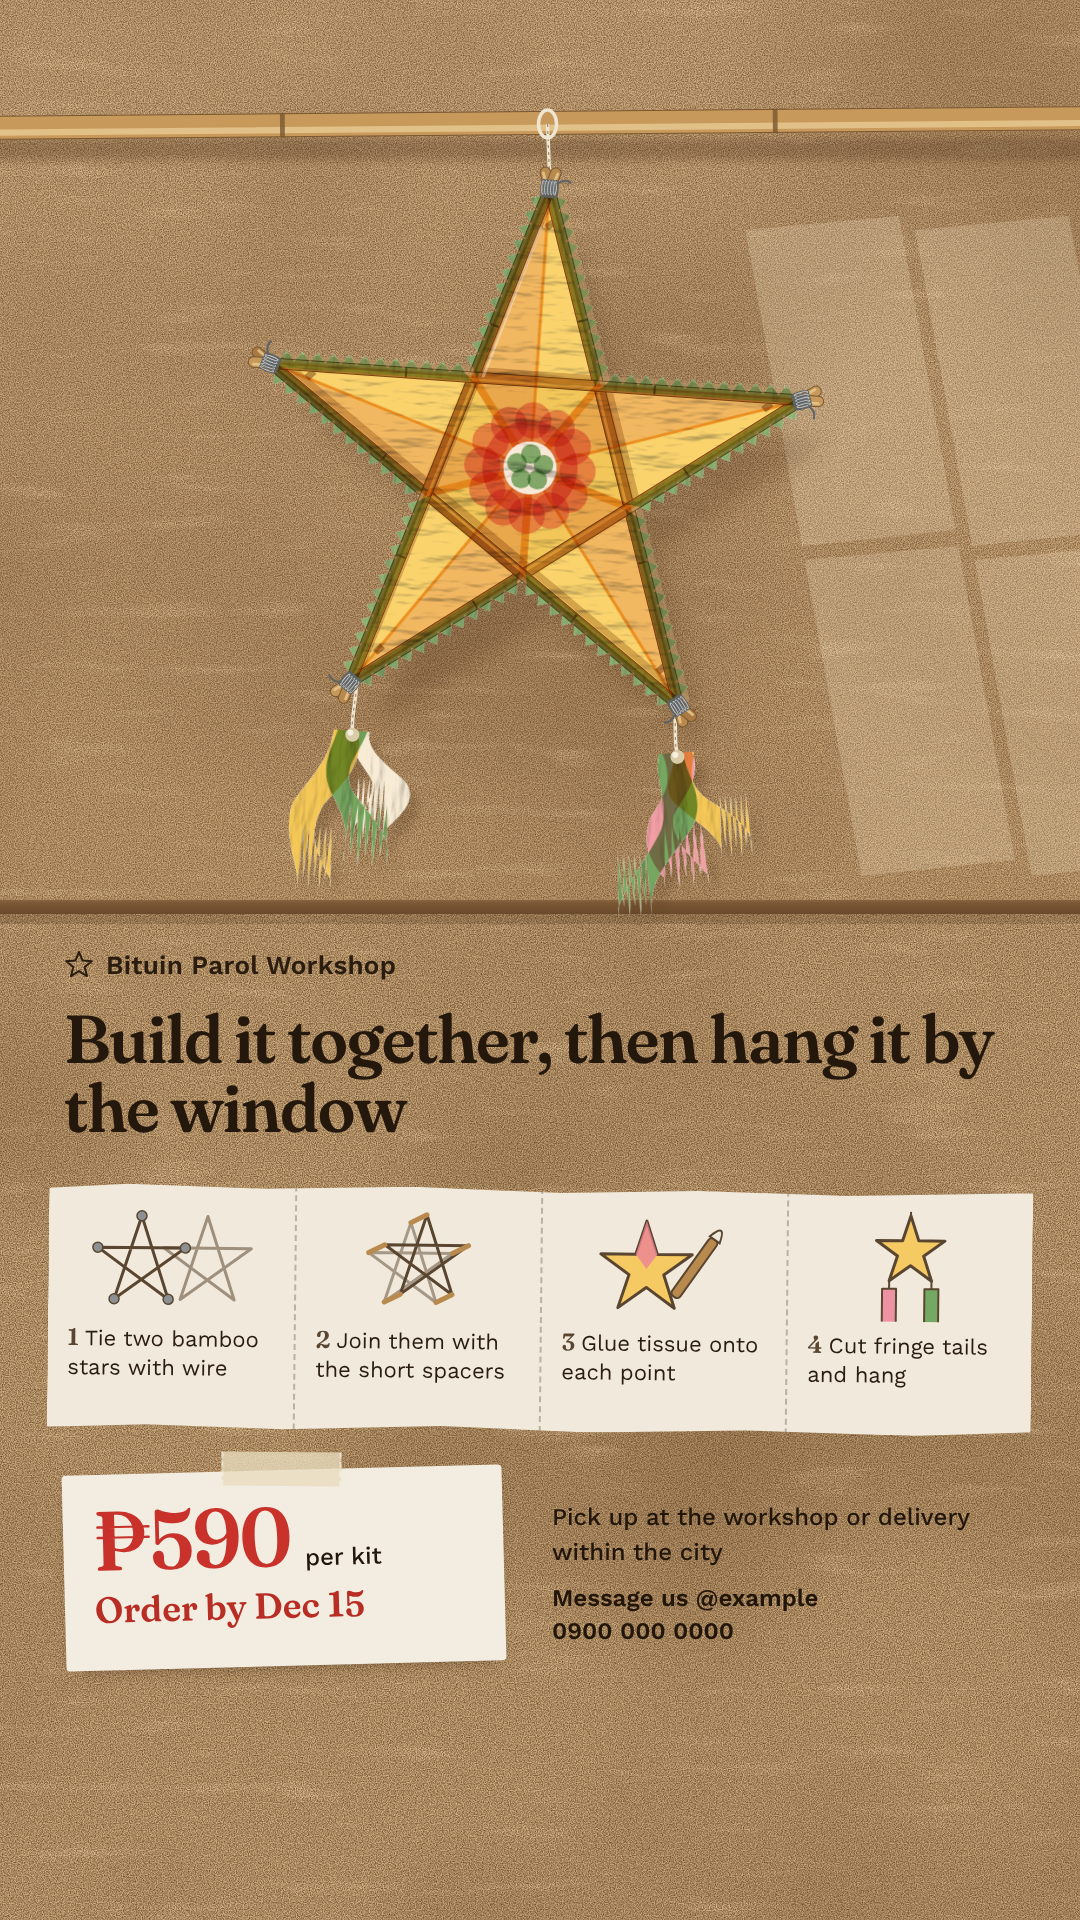 Bituin Parol Workshop
Build it together, then hang it by
the window
1 Tie two bamboo
stars with wire
2 Join them with
the short spacers
3 Glue tissue onto
each point
4 Cut fringe tails
and hang
₱590 per kit
Order by Dec 15
Pick up at the workshop or delivery
within the city
Message us @example
0900 000 0000